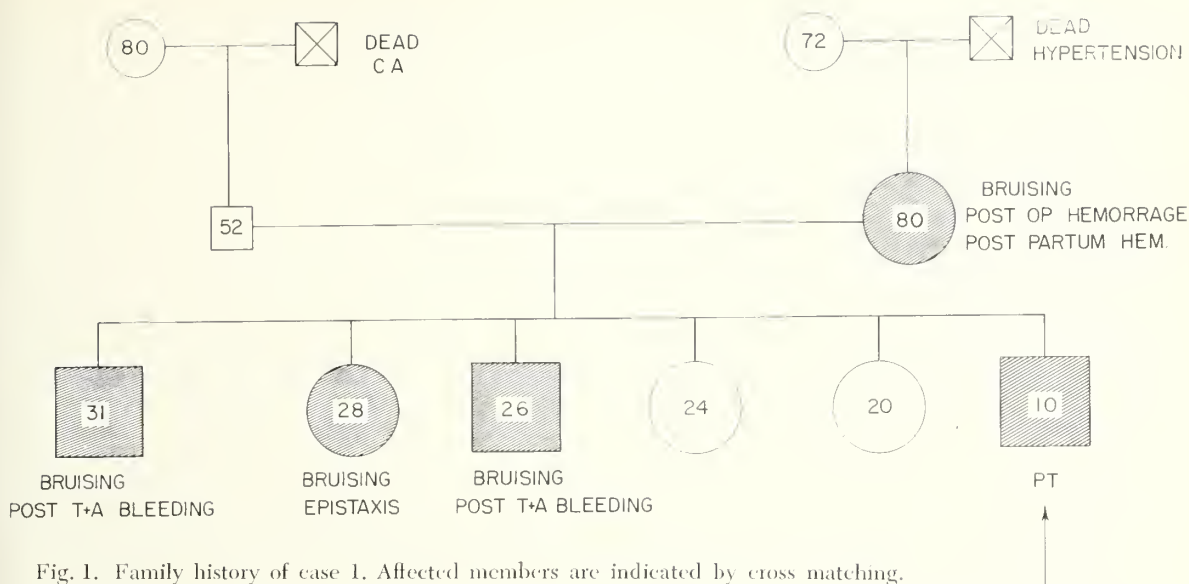 80
DEAD
CA
72
DEAD
HYPERTENSION
52
80
BRUISING
POST OP HEMORRAGE
POST PARTUM HEM.
31
28
26
24
20
10
BRUISING
POST T+A BLEEDING
BRUISING
EPISTAXIS
BRUISING
POST T+A BLEEDING
PT
Fig. 1. Family history of case 1. Affected members are indicated by cross matching.